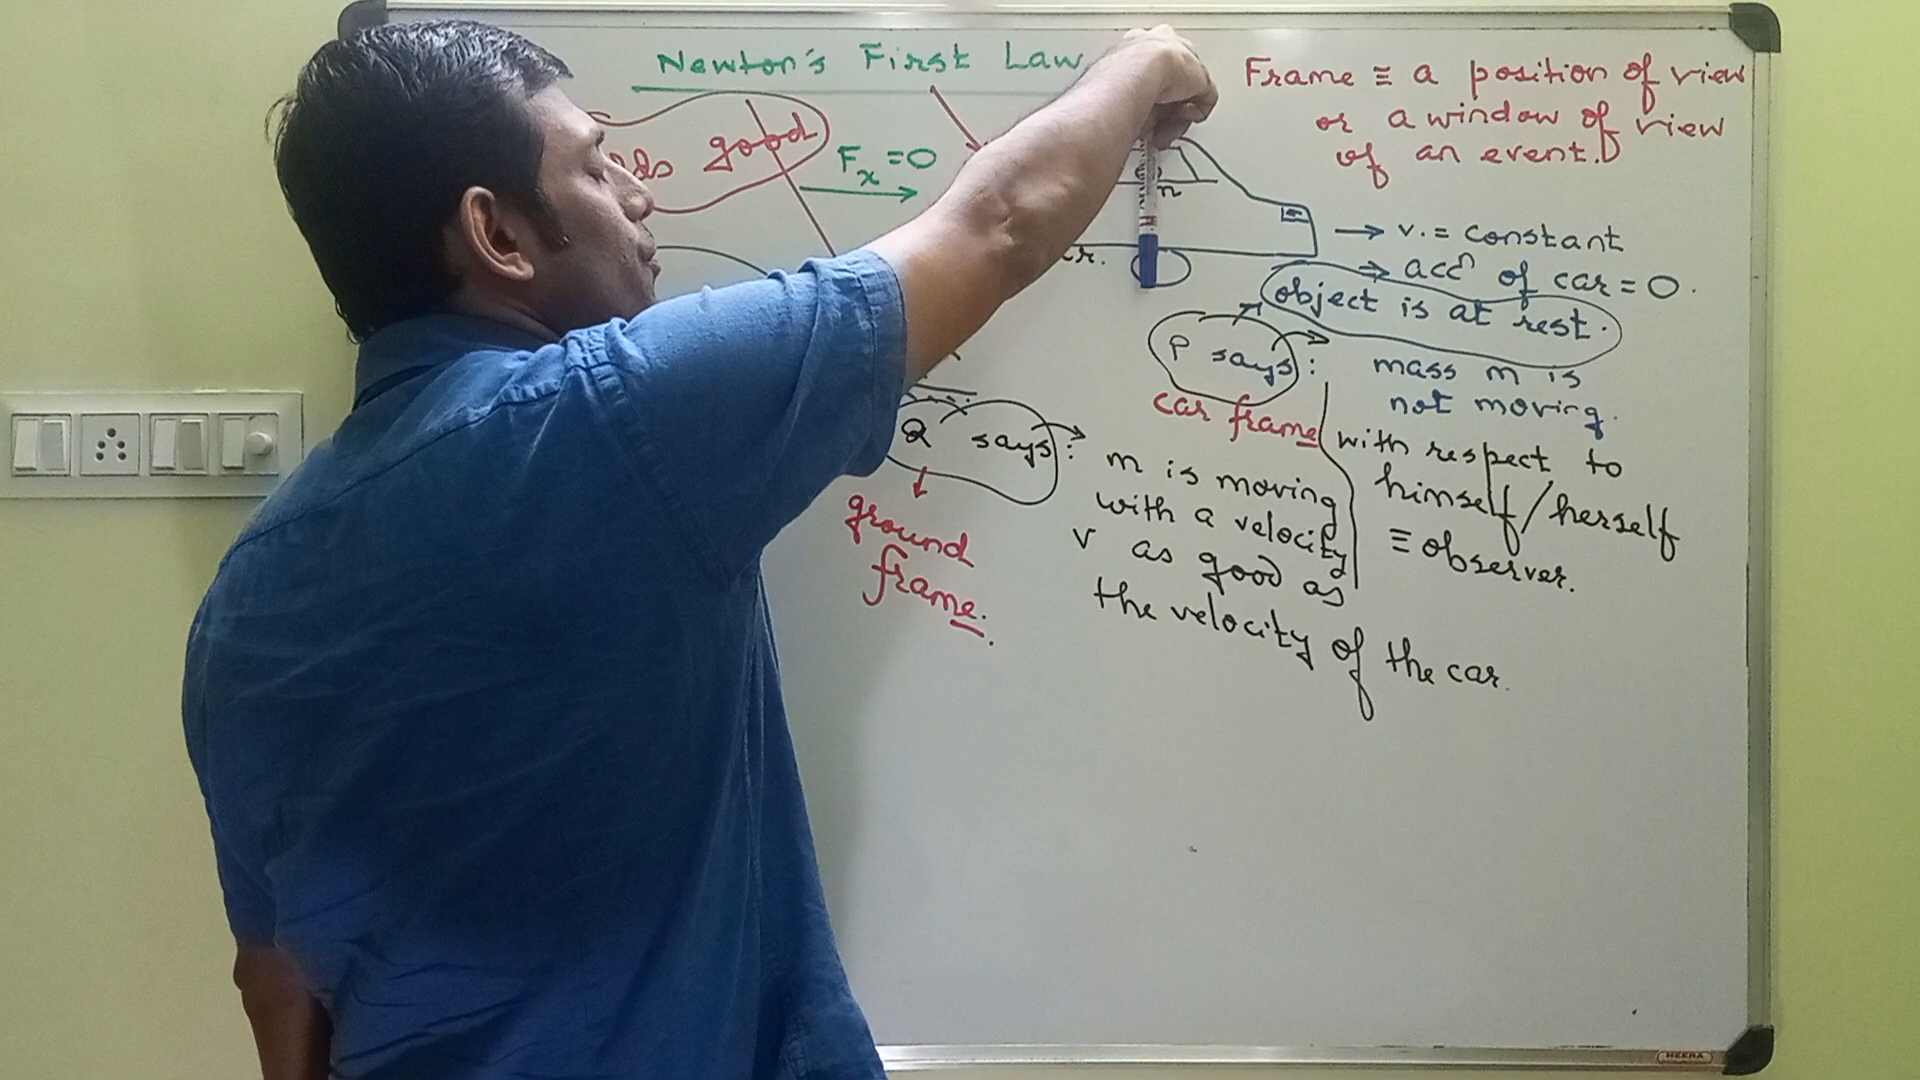 Newton's First Law
Frame ≡ a position of view
or a window of view
of an event.
good
Fx = 0
m
→ v. = constant
⇒ accⁿ of car = 0.
object is at rest.
P says :
mass m is
not moving.
car frame
with respect to
himself/herself
≡ observer.
Q says :
m is moving
with a velocity
v as good as
the velocity of the car.
ground
frame.
HEERA